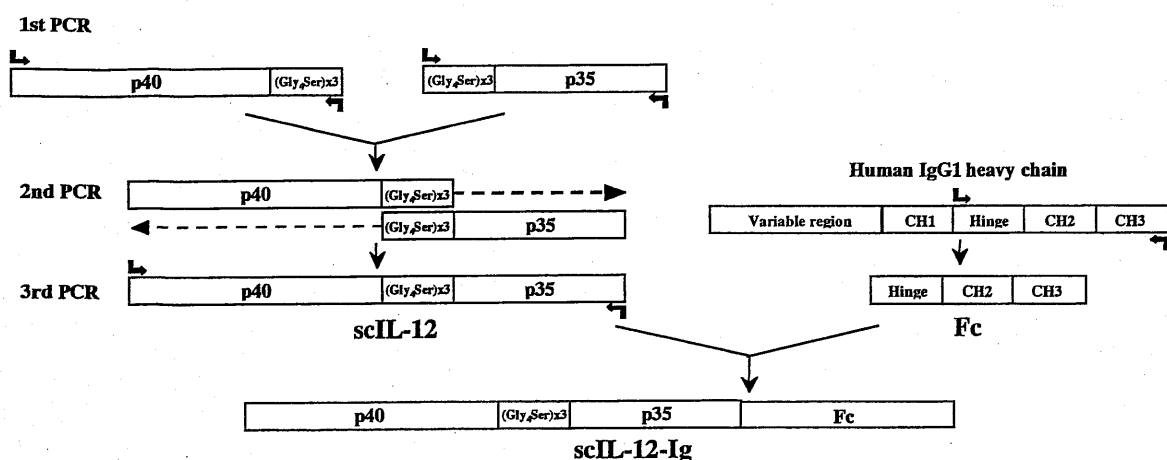 1st PCR
p40 (Gly4Ser)x3
(Gly4Ser)x3 p35
2nd PCR
p40 (Gly4Ser)x3
(Gly4Ser)x3 p35
Human IgG1 heavy chain
Variable region CH1 Hinge CH2 CH3
3rd PCR
p40 (Gly4Ser)x3 p35
scIL-12
Hinge CH2 CH3
Fc
p40 (Gly4Ser)x3 p35 Fc
scIL-12-Ig